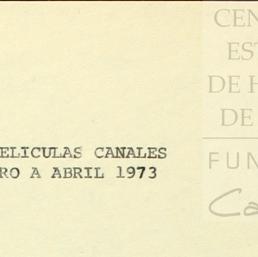 CEN
EST
DE H
DE
ELICULAS CANALES
RO A ABRIL 1973
FUN
Ca